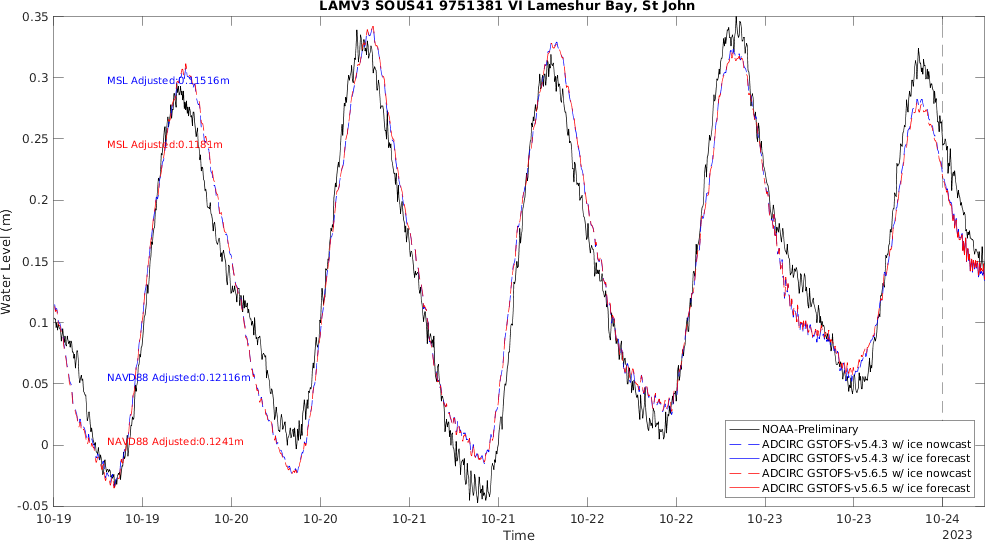 LAMV3 SOUS41 9751381 VI Lameshur Bay, St John
0.35
0.3
0.25
0.2
0.15
0.1
0.05
0
-0.05
Water Level (m)
MSL Adjusted:0.11516m
MSL Adjusted:0.1181m
NAVD88 Adjusted:0.12116m
NAVD88 Adjusted:0.1241m
NOAA-Preliminary
ADCIRC GSTOFS-v5.4.3 w/ ice nowcast
ADCIRC GSTOFS-v5.4.3 w/ ice forecast
ADCIRC GSTOFS-v5.6.5 w/ ice nowcast
ADCIRC GSTOFS-v5.6.5 w/ ice forecast
10-19 10-19 10-20 10-20 10-21 10-21 10-22 10-22 10-23 10-23 10-24
Time
2023